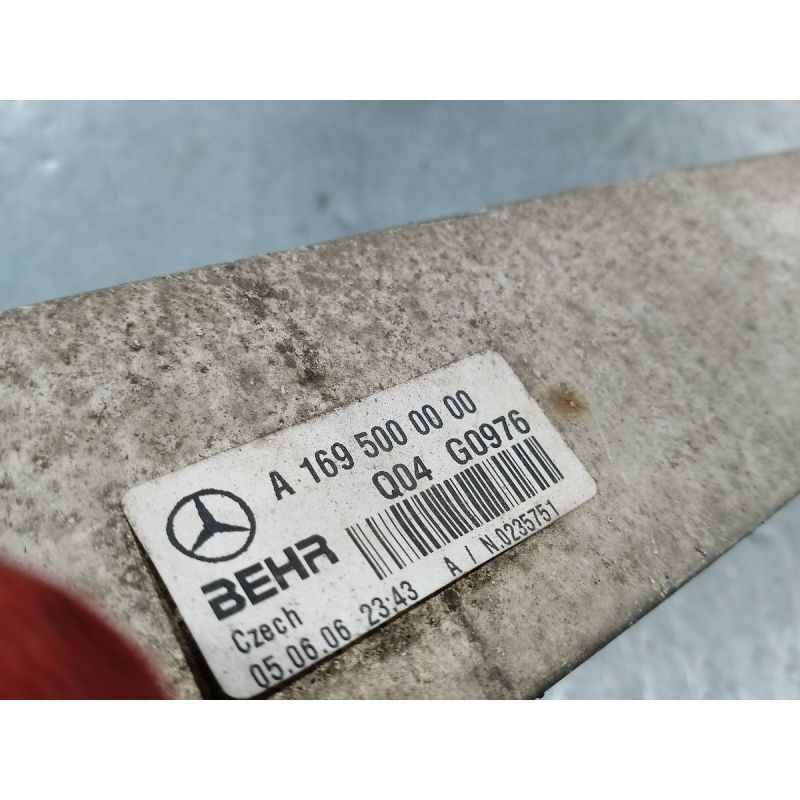 A 169 500 00 00
Q04 G0976
BEHR
Czech
05.06.06 23:43 A / N.0235751